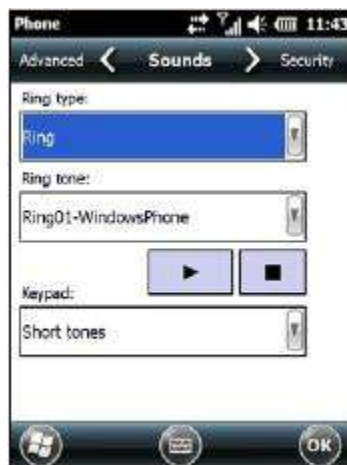 Phone 11:43
Advanced Sounds Security
Ring type:
Ring
Ring tone:
Ring01-WindowsPhone
Keypad:
Short tones
OK